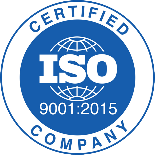 CERTIFIED
ISO
9001:2015
COMPANY